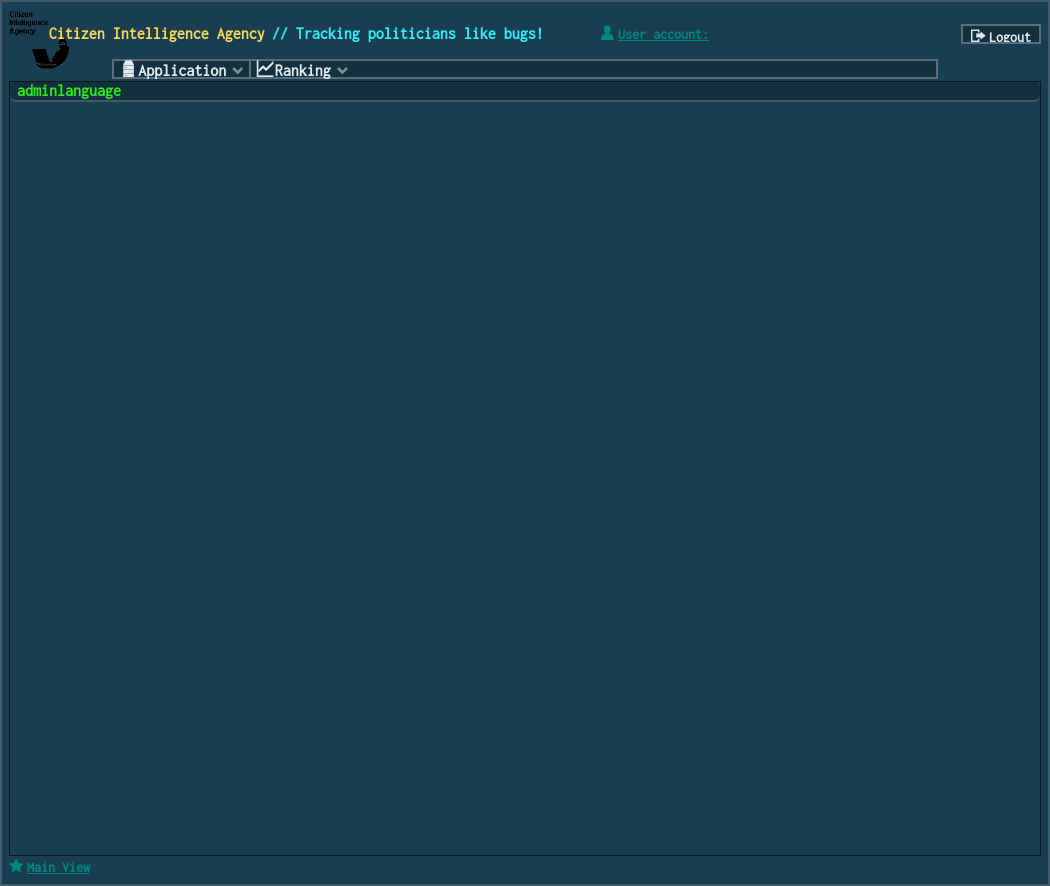 Citizen
Intelligence
Agency
Citizen Intelligence Agency // Tracking politicians like bugs!
User account:
Logout
Application
Ranking
adminlanguage
Main View